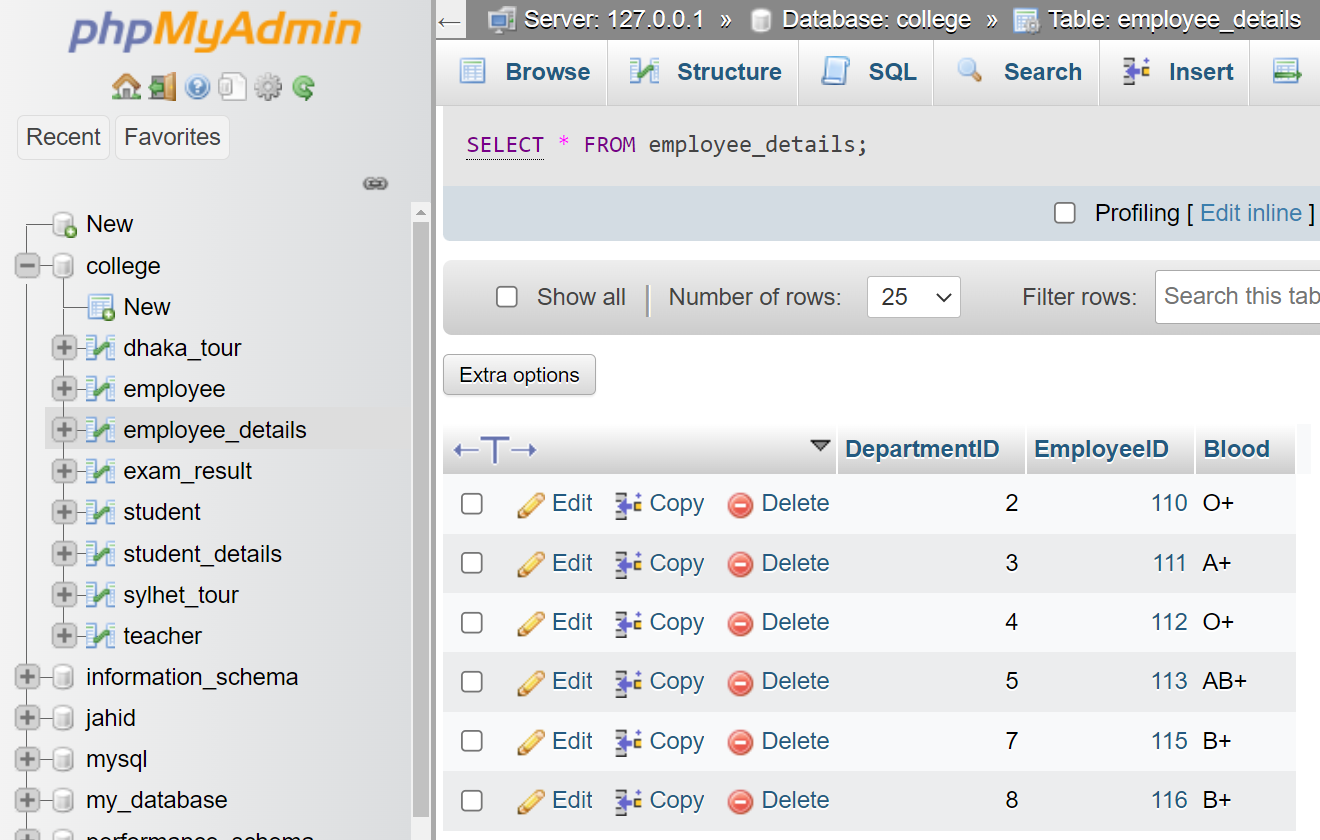 phpMyAdmin
Recent Favorites
New
college
New
dhaka_tour
employee
employee_details
exam_result
student
student_details
sylhet_tour
teacher
information_schema
jahid
mysql
my_database
performance_schema
← Server: 127.0.0.1 » Database: college » Table: employee_details
Browse Structure SQL Search Insert
SELECT * FROM employee_details;
Profiling [ Edit inline ]
Show all Number of rows: 25 Filter rows: Search this tab
Extra options
←T→ DepartmentID EmployeeID Blood
Edit Copy Delete 2 110 O+
Edit Copy Delete 3 111 A+
Edit Copy Delete 4 112 O+
Edit Copy Delete 5 113 AB+
Edit Copy Delete 7 115 B+
Edit Copy Delete 8 116 B+